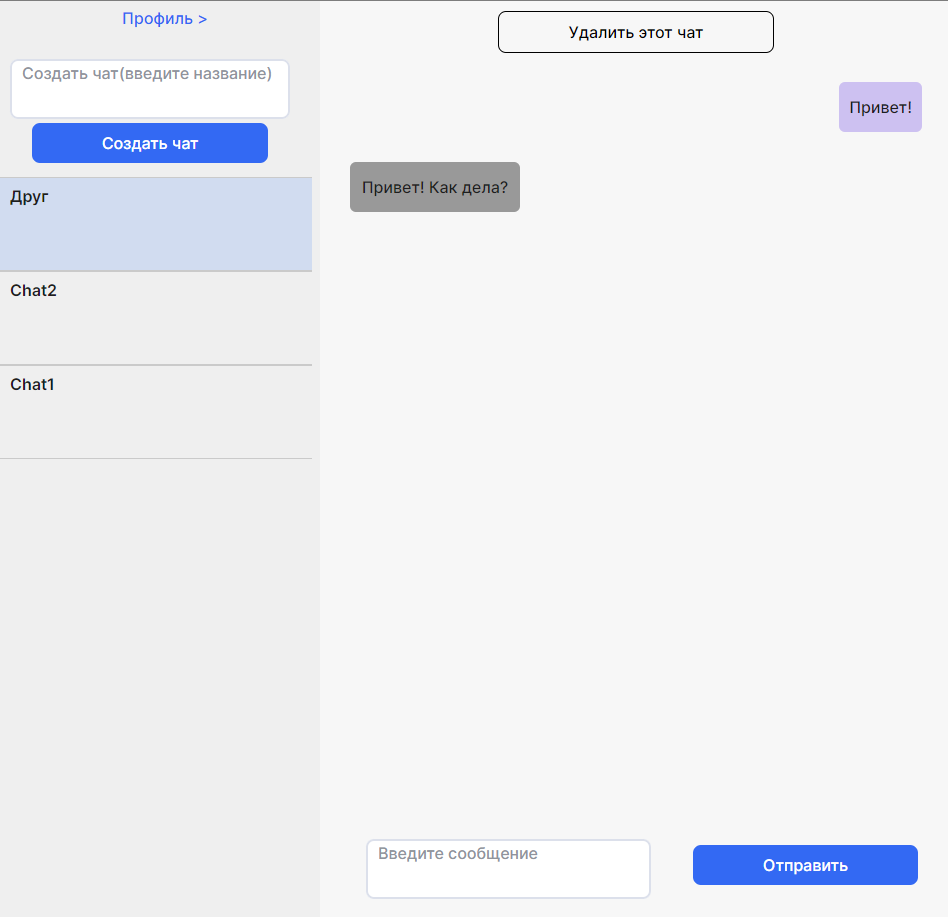 Профиль >
Создать чат(введите название)
Создать чат
Друг
Chat2
Chat1
Удалить этот чат
Привет!
Привет! Как дела?
Введите сообщение
Отправить